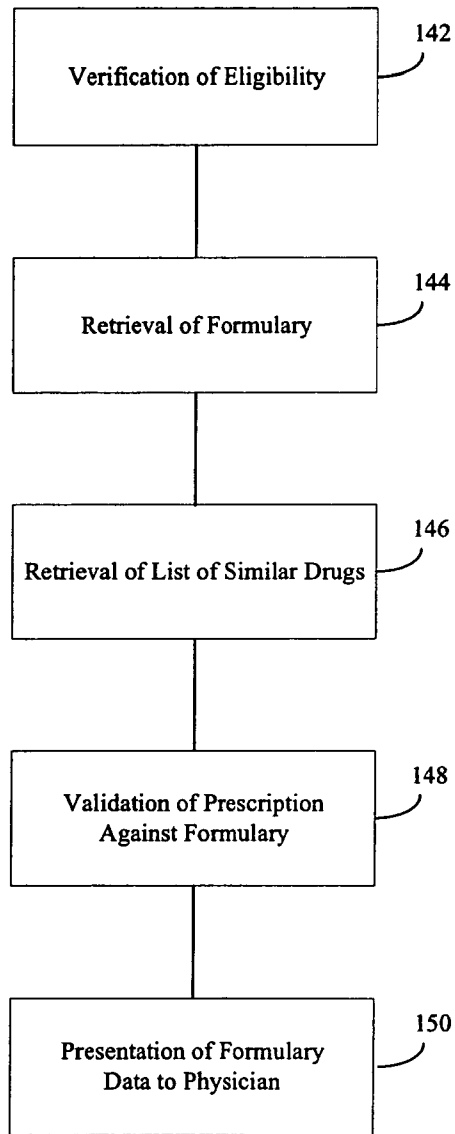 142
Verification of Eligibility
144
Retrieval of Formulary
146
Retrieval of List of Similar Drugs
148
Validation of Prescription
Against Formulary
150
Presentation of Formulary
Data to Physician